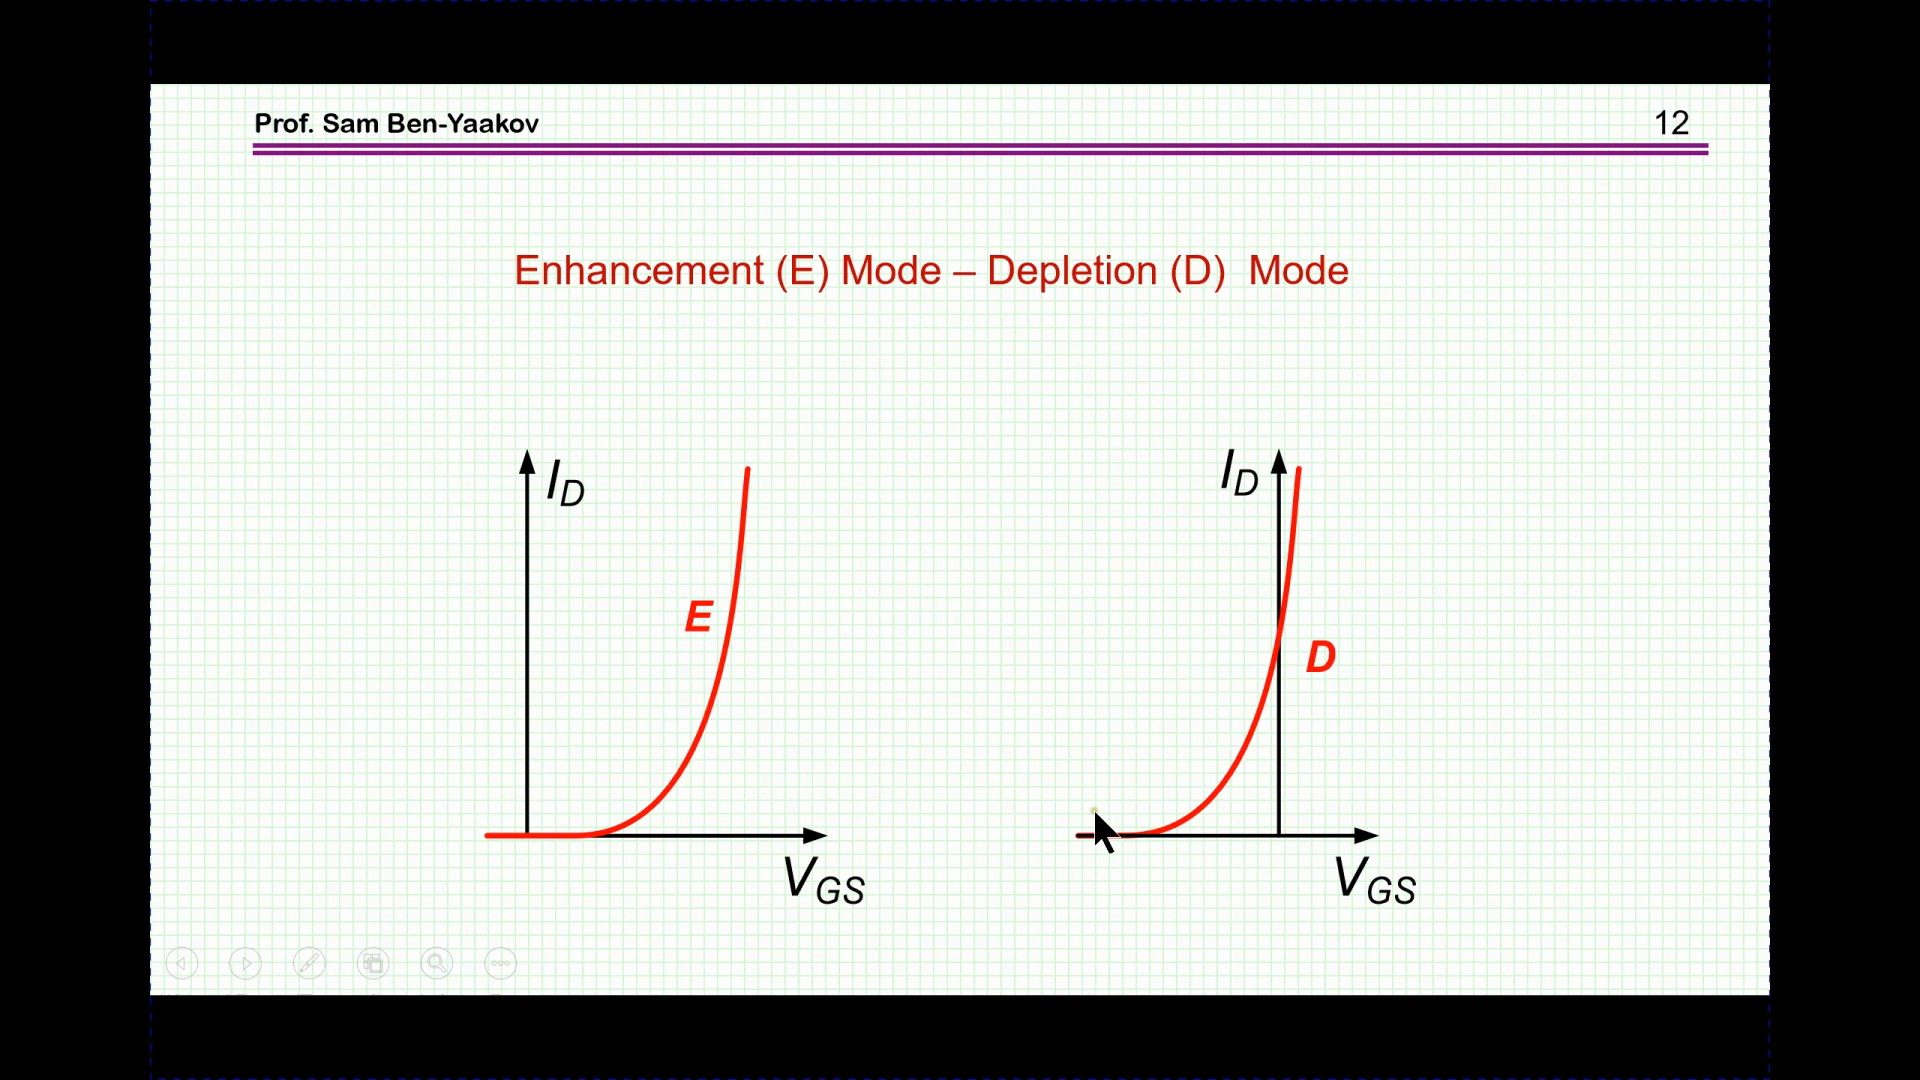 Prof. Sam Ben-Yaakov
12
Enhancement (E) Mode – Depletion (D) Mode
I_D
I_D
E
D
V_GS
V_GS